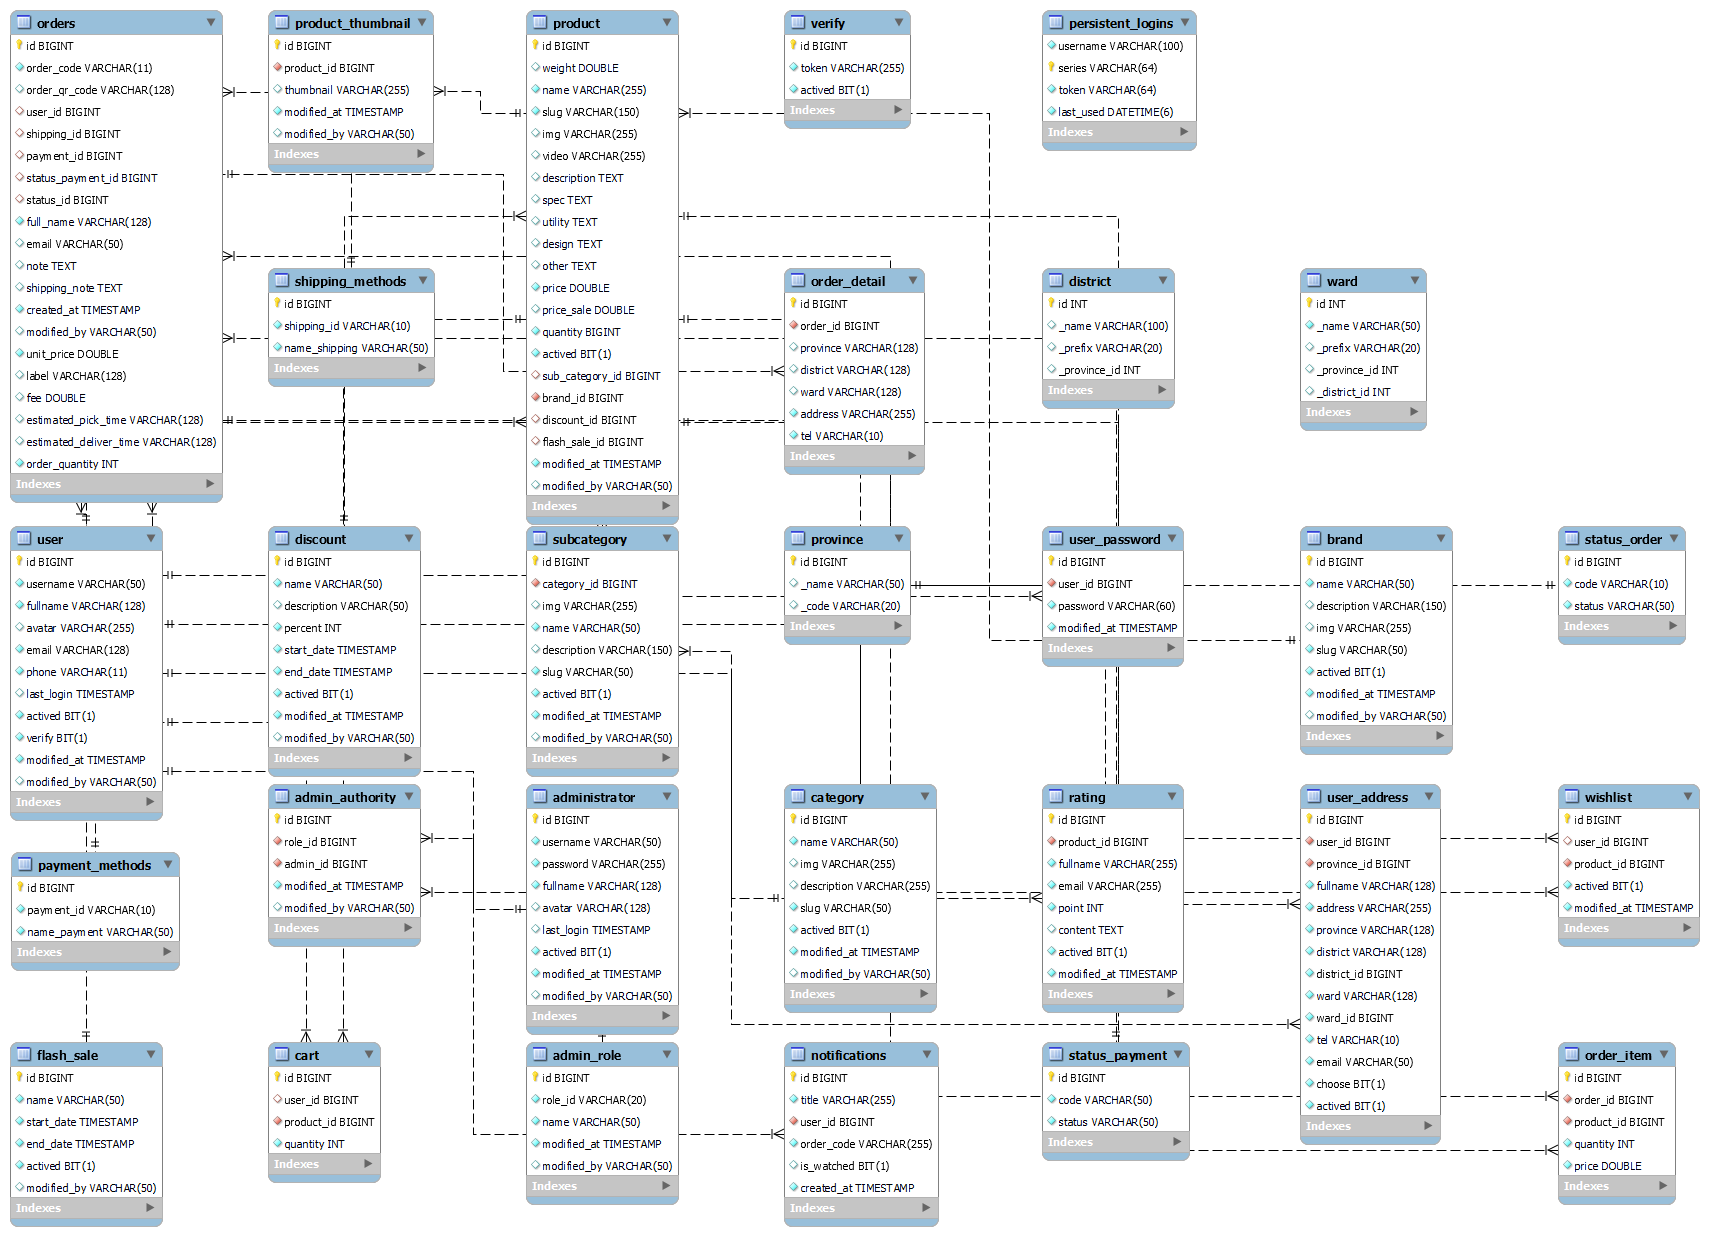 orders
id BIGINT
order_code VARCHAR(11)
order_qr_code VARCHAR(128)
user_id BIGINT
shipping_id BIGINT
payment_id BIGINT
status_payment_id BIGINT
status_id BIGINT
full_name VARCHAR(128)
email VARCHAR(50)
note TEXT
shipping_note TEXT
created_at TIMESTAMP
modified_by VARCHAR(50)
unit_price DOUBLE
label VARCHAR(128)
fee DOUBLE
estimated_pick_time VARCHAR(128)
estimated_deliver_time VARCHAR(128)
order_quantity INT
Indexes
product_thumbnail
id BIGINT
product_id BIGINT
thumbnail VARCHAR(255)
modified_at TIMESTAMP
modified_by VARCHAR(50)
Indexes
product
id BIGINT
weight DOUBLE
name VARCHAR(255)
slug VARCHAR(150)
img VARCHAR(255)
video VARCHAR(255)
description TEXT
spec TEXT
utility TEXT
design TEXT
other TEXT
price DOUBLE
price_sale DOUBLE
quantity BIGINT
actived BIT(1)
sub_category_id BIGINT
brand_id BIGINT
discount_id BIGINT
flash_sale_id BIGINT
modified_at TIMESTAMP
modified_by VARCHAR(50)
Indexes
verify
id BIGINT
token VARCHAR(255)
actived BIT(1)
Indexes
persistent_logins
username VARCHAR(100)
series VARCHAR(64)
token VARCHAR(64)
last_used DATETIME(6)
Indexes
shipping_methods
id BIGINT
shipping_id VARCHAR(10)
name_shipping VARCHAR(50)
Indexes
order_detail
id BIGINT
order_id BIGINT
province VARCHAR(128)
district VARCHAR(128)
ward VARCHAR(128)
address VARCHAR(255)
tel VARCHAR(10)
Indexes
district
id INT
_name VARCHAR(100)
_prefix VARCHAR(20)
_province_id INT
Indexes
ward
id INT
_name VARCHAR(50)
_prefix VARCHAR(20)
_province_id INT
_district_id INT
Indexes
user
id BIGINT
username VARCHAR(50)
fullname VARCHAR(128)
avatar VARCHAR(255)
email VARCHAR(128)
phone VARCHAR(11)
last_login TIMESTAMP
actived BIT(1)
verify BIT(1)
modified_at TIMESTAMP
modified_by VARCHAR(50)
Indexes
discount
id BIGINT
name VARCHAR(50)
description VARCHAR(50)
percent INT
start_date TIMESTAMP
end_date TIMESTAMP
actived BIT(1)
modified_at TIMESTAMP
modified_by VARCHAR(50)
Indexes
subcategory
id BIGINT
category_id BIGINT
img VARCHAR(255)
name VARCHAR(50)
description VARCHAR(150)
slug VARCHAR(50)
actived BIT(1)
modified_at TIMESTAMP
modified_by VARCHAR(50)
Indexes
province
id BIGINT
_name VARCHAR(50)
_code VARCHAR(20)
Indexes
user_password
id BIGINT
user_id BIGINT
password VARCHAR(60)
modified_at TIMESTAMP
Indexes
brand
id BIGINT
name VARCHAR(50)
description VARCHAR(150)
img VARCHAR(255)
slug VARCHAR(50)
actived BIT(1)
modified_at TIMESTAMP
modified_by VARCHAR(50)
Indexes
status_order
id BIGINT
code VARCHAR(10)
status VARCHAR(50)
Indexes
payment_methods
id BIGINT
payment_id VARCHAR(10)
name_payment VARCHAR(50)
Indexes
admin_authority
id BIGINT
role_id BIGINT
admin_id BIGINT
modified_at TIMESTAMP
modified_by VARCHAR(50)
Indexes
administrator
id BIGINT
username VARCHAR(50)
password VARCHAR(255)
fullname VARCHAR(128)
avatar VARCHAR(128)
last_login TIMESTAMP
actived BIT(1)
modified_at TIMESTAMP
modified_by VARCHAR(50)
Indexes
category
id BIGINT
name VARCHAR(50)
img VARCHAR(255)
description VARCHAR(255)
slug VARCHAR(50)
actived BIT(1)
modified_at TIMESTAMP
modified_by VARCHAR(50)
Indexes
rating
id BIGINT
product_id BIGINT
fullname VARCHAR(255)
email VARCHAR(255)
point INT
content TEXT
actived BIT(1)
modified_at TIMESTAMP
Indexes
user_address
id BIGINT
user_id BIGINT
province_id BIGINT
fullname VARCHAR(128)
address VARCHAR(255)
province VARCHAR(128)
district VARCHAR(128)
district_id BIGINT
ward VARCHAR(128)
ward_id BIGINT
tel VARCHAR(10)
email VARCHAR(50)
choose BIT(1)
actived BIT(1)
Indexes
wishlist
id BIGINT
user_id BIGINT
product_id BIGINT
actived BIT(1)
modified_at TIMESTAMP
Indexes
flash_sale
id BIGINT
name VARCHAR(50)
start_date TIMESTAMP
end_date TIMESTAMP
actived BIT(1)
modified_by VARCHAR(50)
Indexes
cart
id BIGINT
user_id BIGINT
product_id BIGINT
quantity INT
Indexes
admin_role
id BIGINT
role_id VARCHAR(20)
name VARCHAR(50)
modified_at TIMESTAMP
modified_by VARCHAR(50)
Indexes
notifications
id BIGINT
title VARCHAR(255)
user_id BIGINT
order_code VARCHAR(255)
is_watched BIT(1)
created_at TIMESTAMP
Indexes
status_payment
id BIGINT
code VARCHAR(50)
status VARCHAR(50)
Indexes
order_item
id BIGINT
order_id BIGINT
product_id BIGINT
quantity INT
price DOUBLE
Indexes